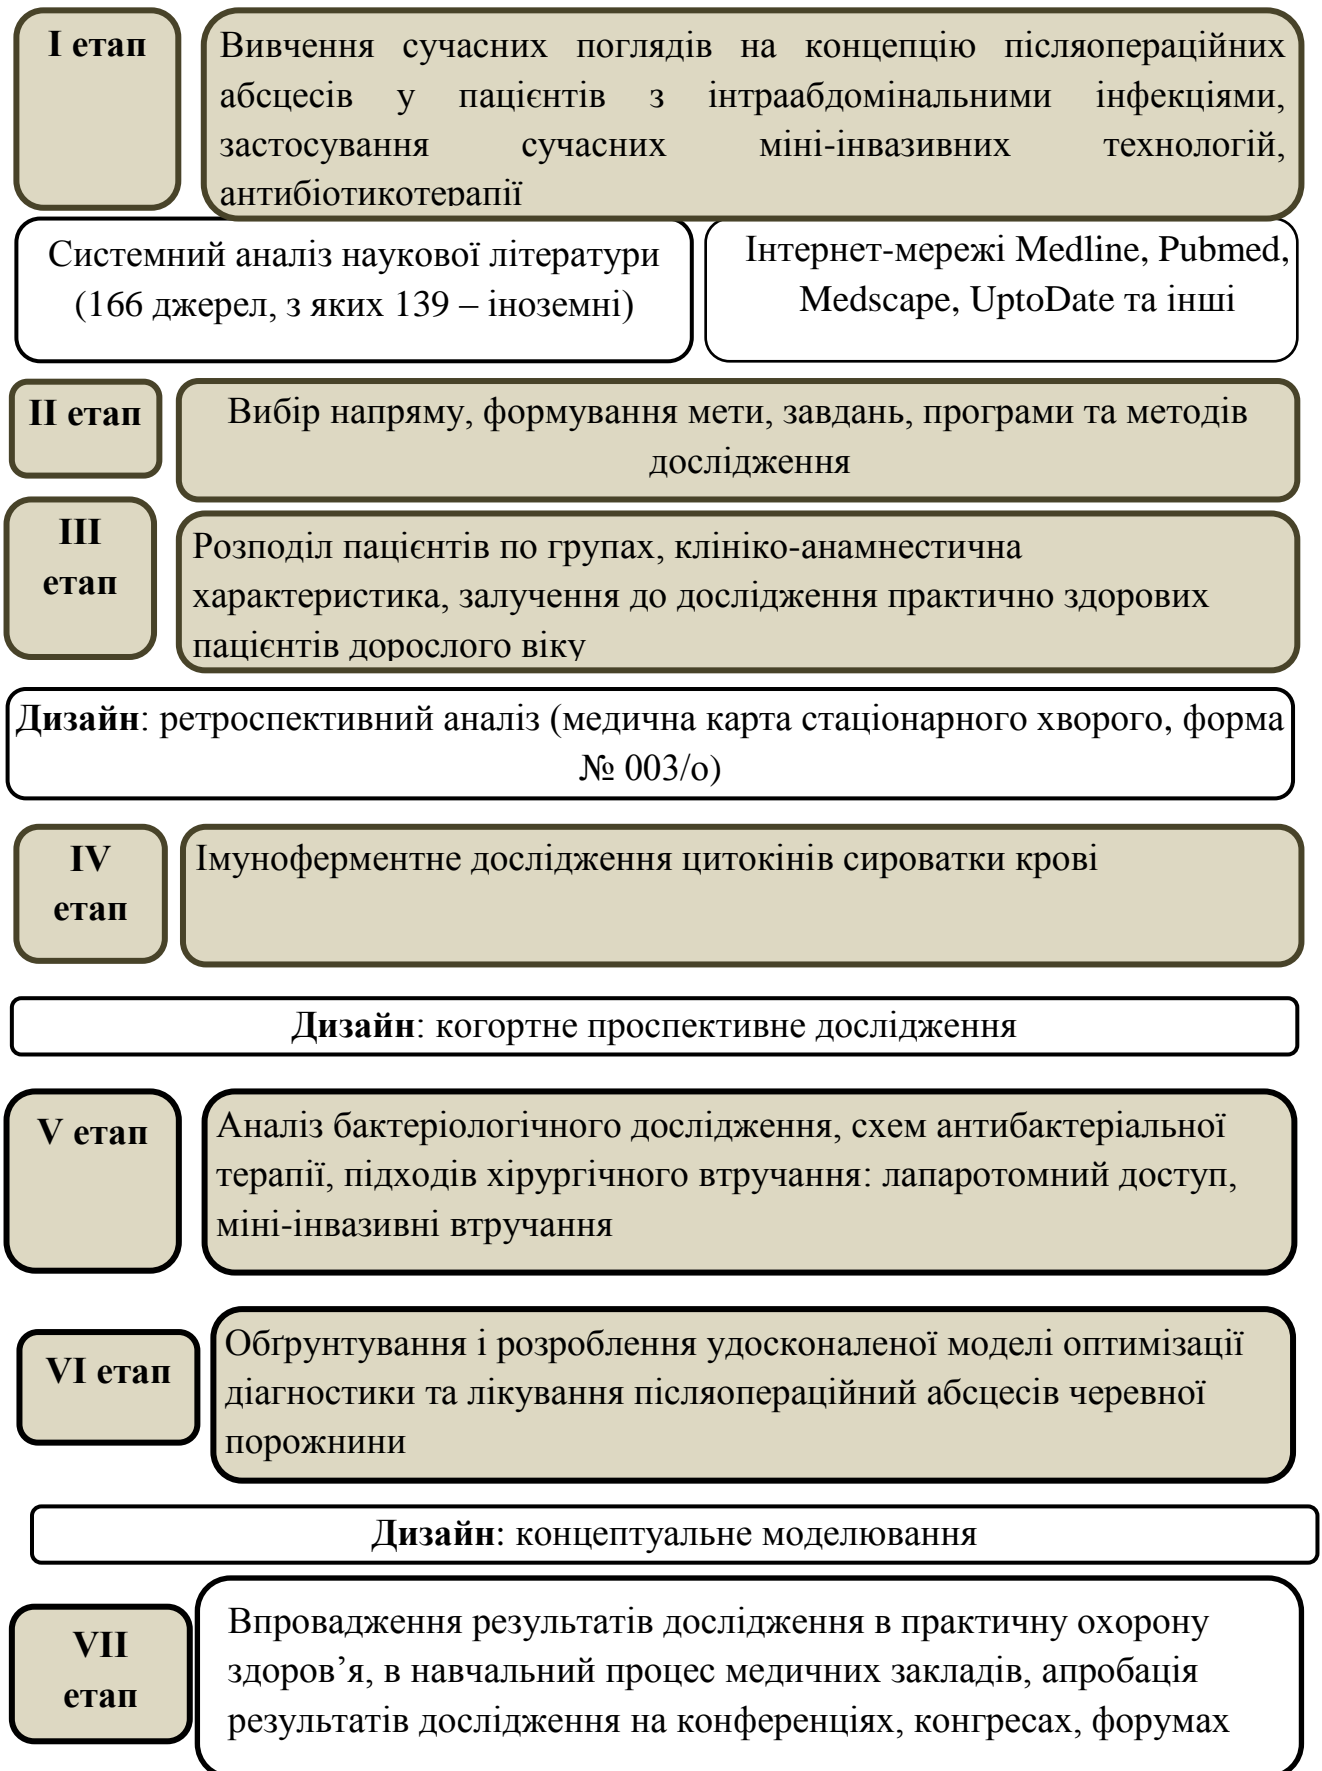 I етап
Вивчення сучасних поглядів на концепцію післяопераційних
абсцесів у пацієнтів з інтраабдомінальними інфекціями,
застосування сучасних міні-інвазивних технологій,
антибіотикотерапії
Системний аналіз наукової літератури
(166 джерел, з яких 139 – іноземні)
Інтернет-мережі Medline, Pubmed,
Medscape, UptoDate та інші
II етап
Вибір напряму, формування мети, завдань, програми та методів
дослідження
III
етап
Розподіл пацієнтів по групах, клініко-анамнестична
характеристика, залучення до дослідження практично здорових
пацієнтів дорослого віку
Дизайн: ретроспективний аналіз (медична карта стаціонарного хворого, форма
№ 003/о)
IV
етап
Імуноферментне дослідження цитокінів сироватки крові
Дизайн: когортне проспективне дослідження
V етап
Аналіз бактеріологічного дослідження, схем антибактеріальної
терапії, підходів хірургічного втручання: лапаротомний доступ,
міні-інвазивні втручання
VI етап
Обґрунтування і розроблення удосконаленої моделі оптимізації
діагностики та лікування післяопераційний абсцесів черевної
порожнини
Дизайн: концептуальне моделювання
VII
етап
Впровадження результатів дослідження в практичну охорону
здоров’я, в навчальний процес медичних закладів, апробація
результатів дослідження на конференціях, конгресах, форумах